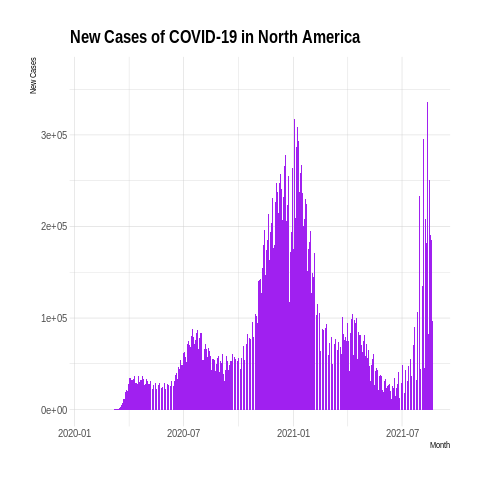 New Cases of COVID-19 in North America
New Cases
3e+05
2e+05
1e+05
0e+00
2020-01 2020-07 2021-01 2021-07
Month